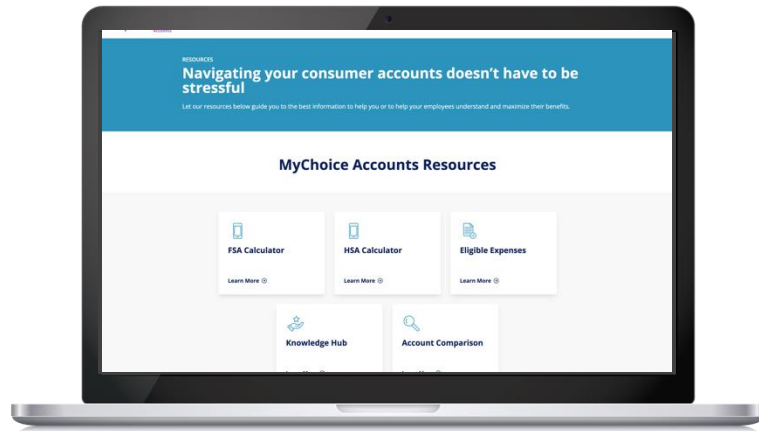 Accounts
RESOURCES
Navigating your consumer accounts doesn't have to be
stressful
Let our resources below guide you to the best information to help you or to help your employees understand and maximize their benefits.
MyChoice Accounts Resources
FSA Calculator
HSA Calculator
Eligible Expenses
Learn More
Learn More
Learn More
Knowledge Hub
Account Comparison